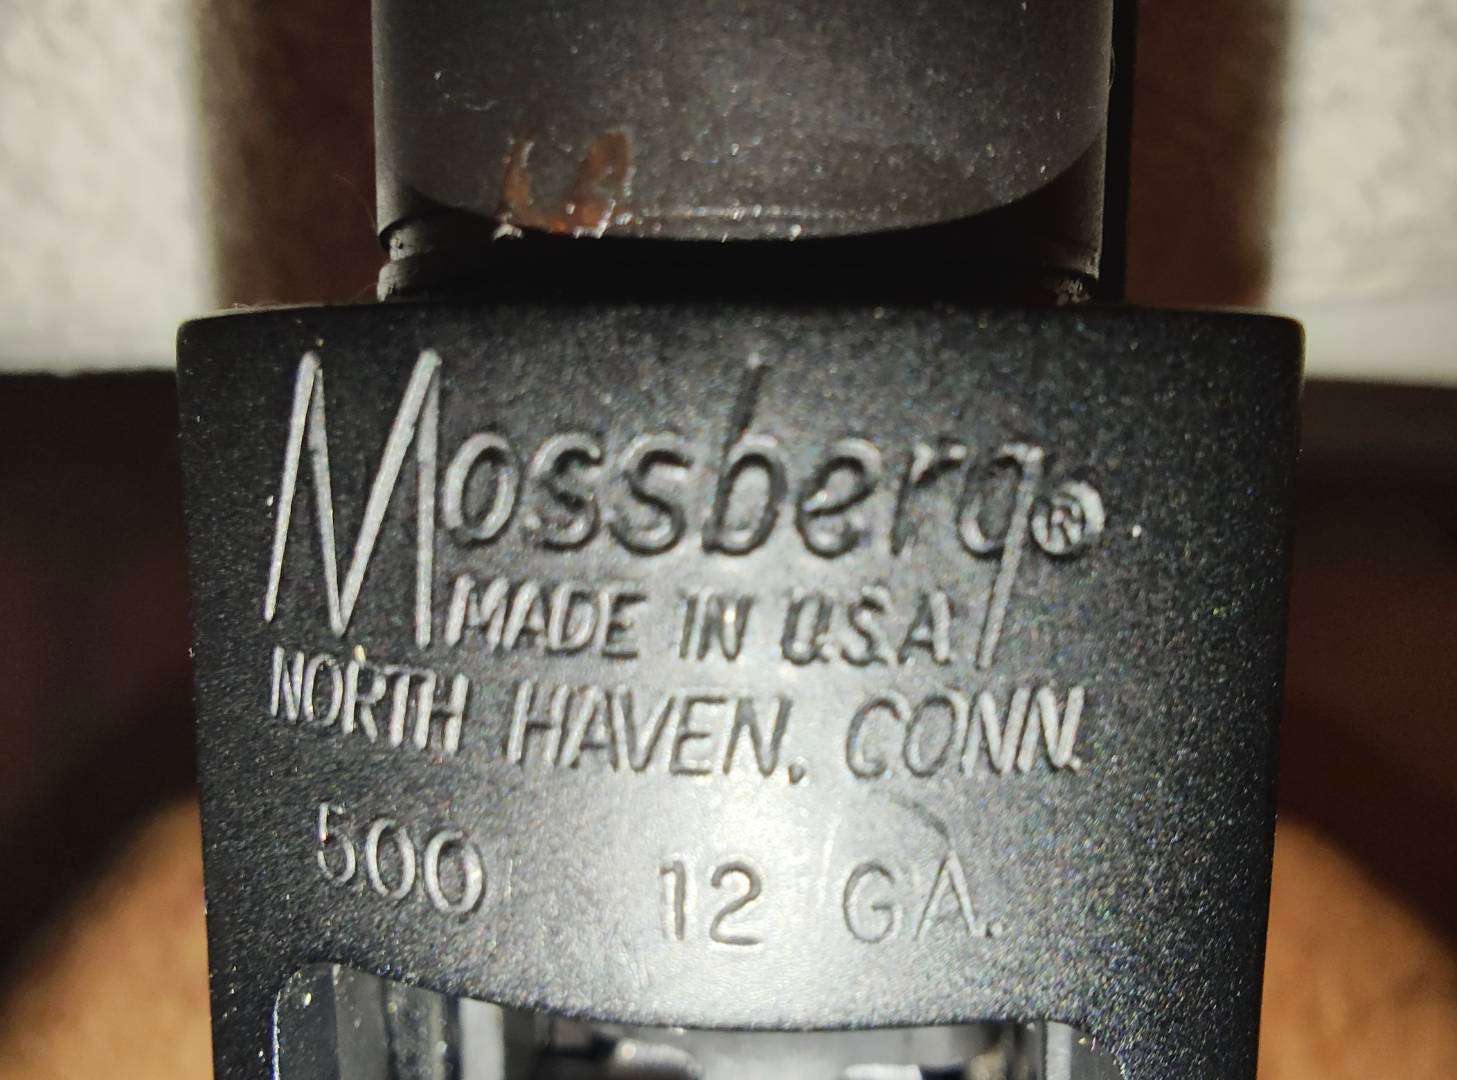 Mossberg®
MADE IN U.S.A.
NORTH HAVEN, CONN.
500 12 GA.